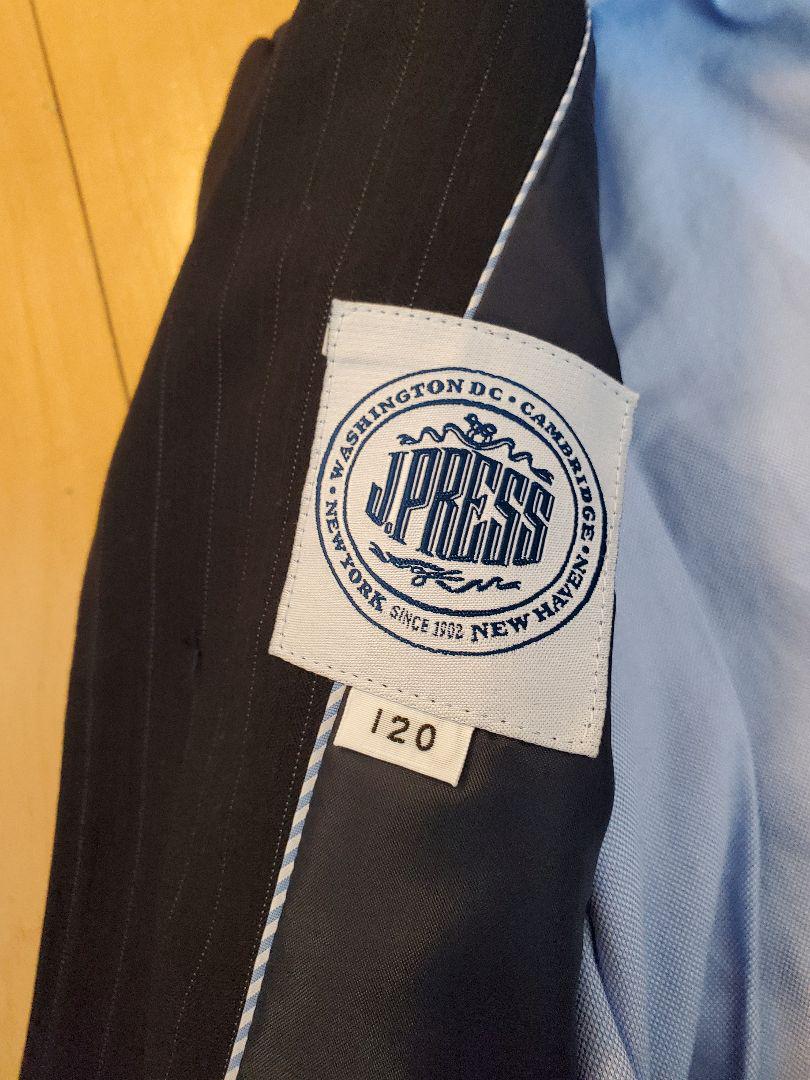 WASHINGTON DC • CAMBRIDGE •
J.PRESS
NEW YORK SINCE 1902 NEW HAVEN
120